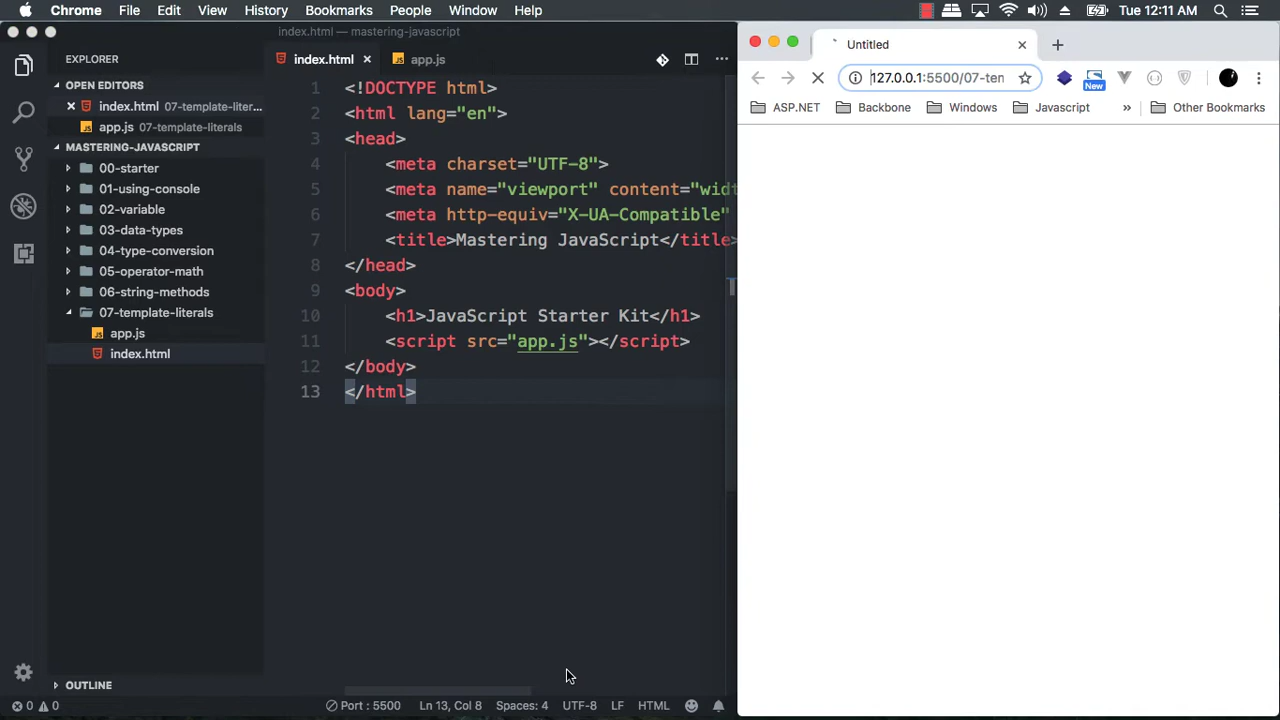 Chrome File Edit View History Bookmarks People Window Help Tue 12:11 AM
index.html — mastering-javascript
EXPLORER
OPEN EDITORS
index.html 07-template-liter...
app.js 07-template-literals
MASTERING-JAVASCRIPT
00-starter
01-using-console
02-variable
03-data-types
04-type-conversion
05-operator-math
06-string-methods
07-template-literals
app.js
index.html
OUTLINE
index.html app.js
1 <!DOCTYPE html>
2 <html lang="en">
3 <head>
4 <meta charset="UTF-8">
5 <meta name="viewport" content="widt
6 <meta http-equiv="X-UA-Compatible"
7 <title>Mastering JavaScript</title>
8 </head>
9 <body>
10 <h1>JavaScript Starter Kit</h1>
11 <script src="app.js"></script>
12 </body>
13 </html>
0 0 Port : 5500 Ln 13, Col 8 Spaces: 4 UTF-8 LF HTML
Untitled
127.0.0.1:5500/07-ten
New
ASP.NET Backbone Windows Javascript » Other Bookmarks